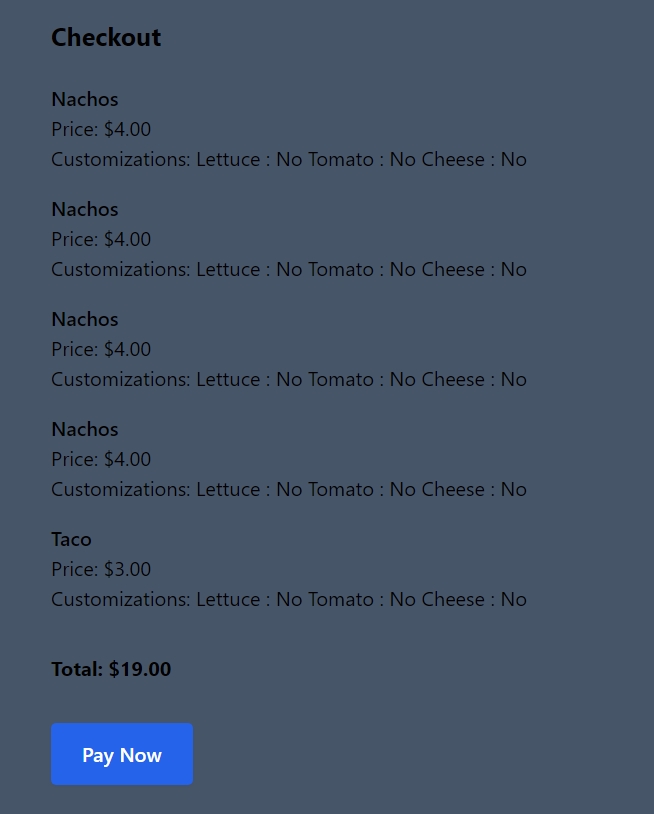 Checkout
Nachos
Price: $4.00
Customizations: Lettuce : No Tomato : No Cheese : No
Nachos
Price: $4.00
Customizations: Lettuce : No Tomato : No Cheese : No
Nachos
Price: $4.00
Customizations: Lettuce : No Tomato : No Cheese : No
Nachos
Price: $4.00
Customizations: Lettuce : No Tomato : No Cheese : No
Taco
Price: $3.00
Customizations: Lettuce : No Tomato : No Cheese : No
Total: $19.00
Pay Now